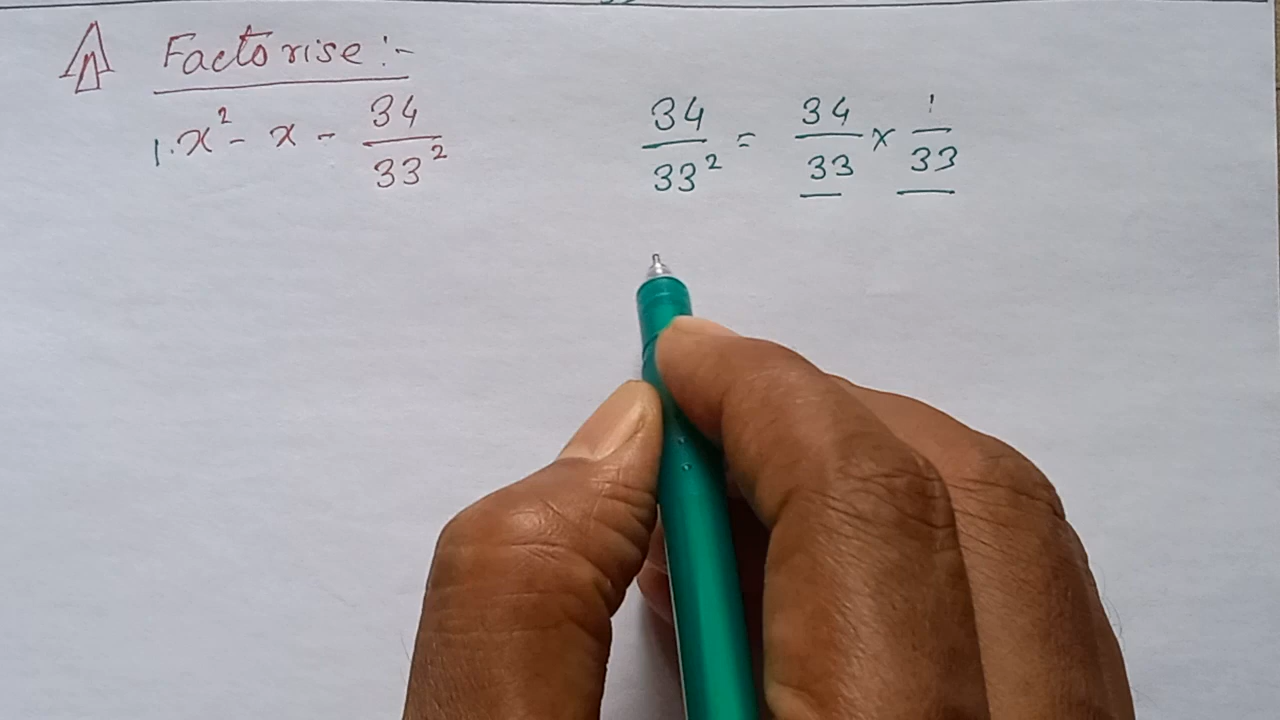 Factorise :-
1. x² - x - 34/33²
34/33² = 34/33 × 1/33